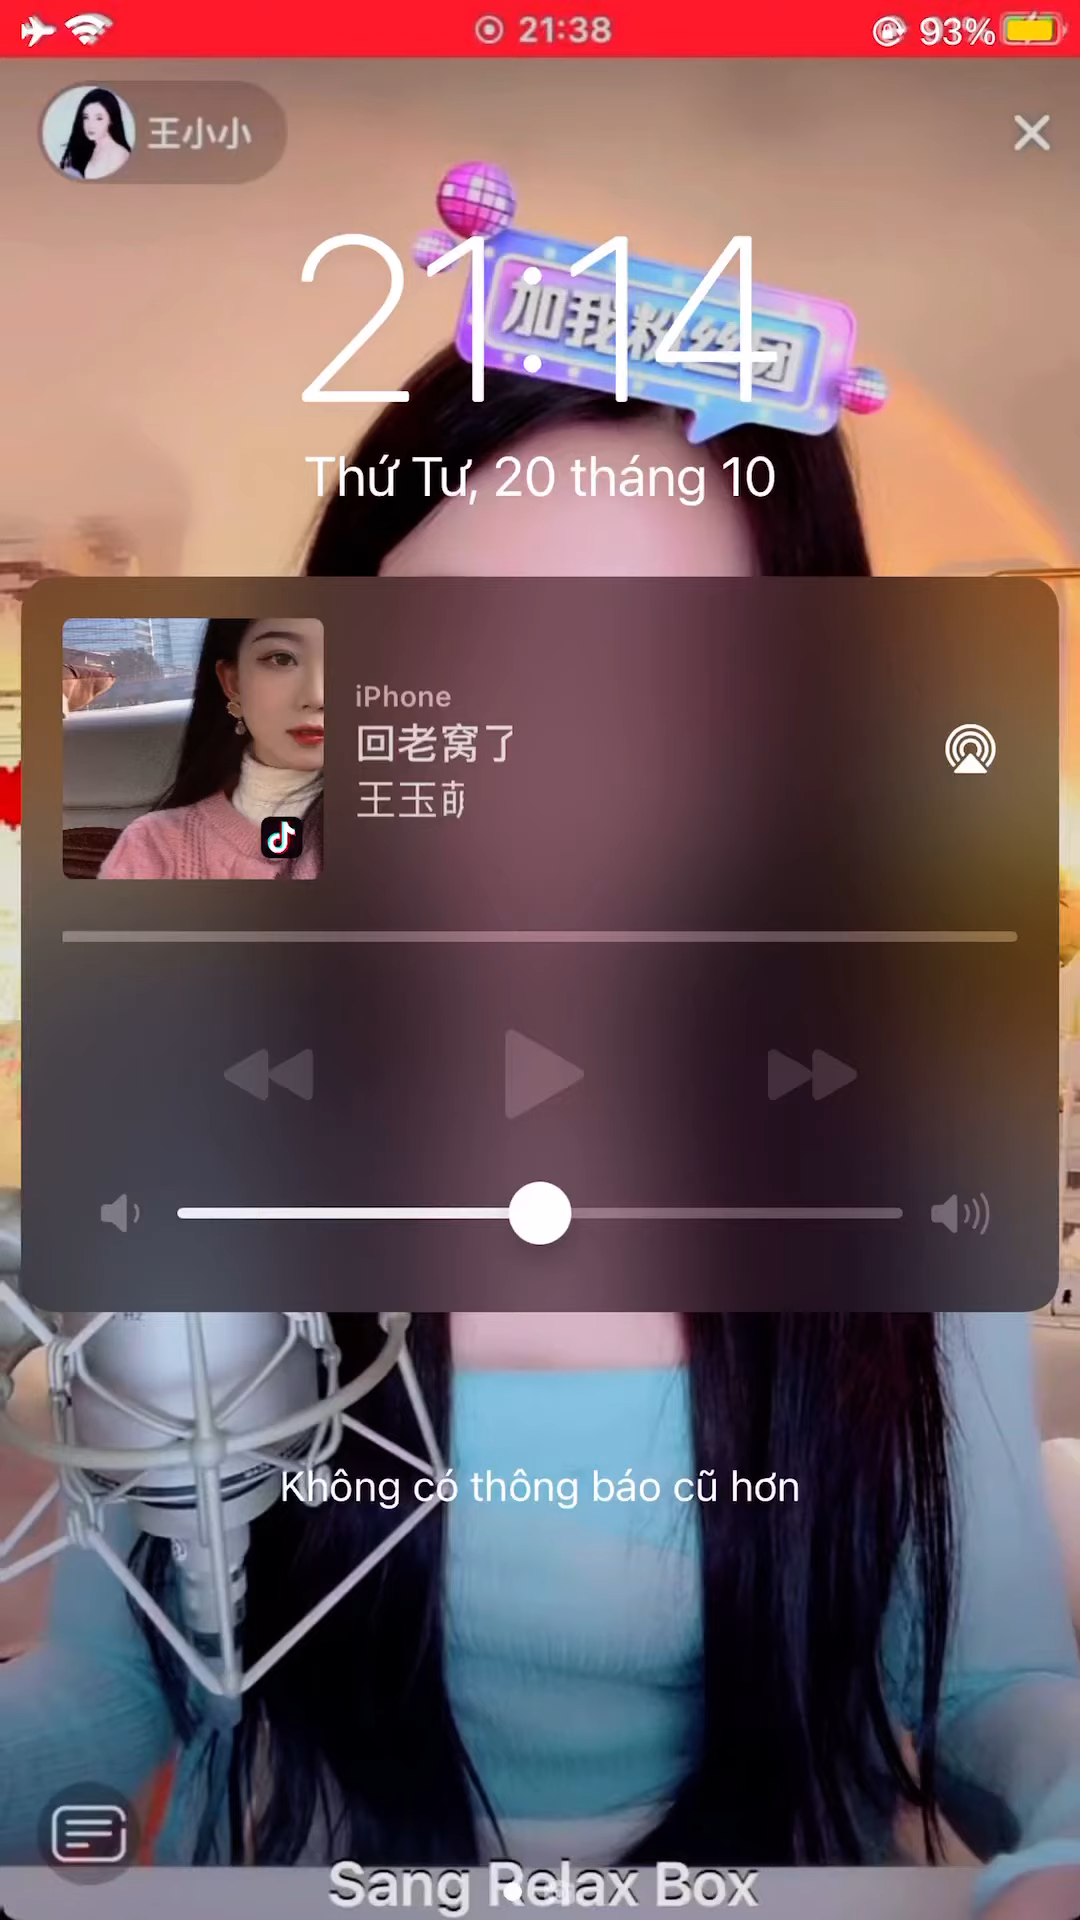 21:38
93%
王小小
加我粉丝团
21:14
Thứ Tư, 20 tháng 10
iPhone
回老窝了
王玉萌
Không có thông báo cũ hơn
Sang Relax Box